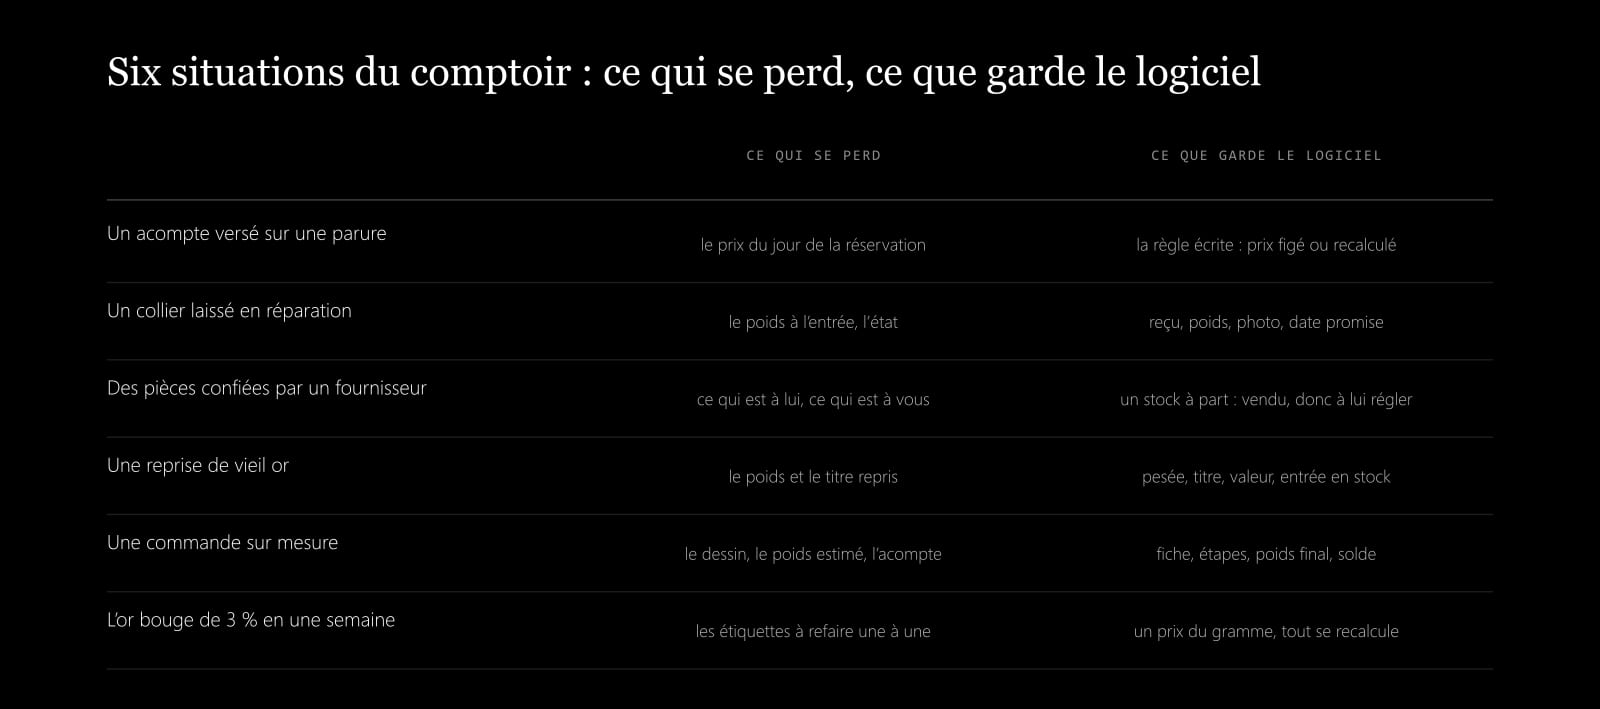 Six situations du comptoir : ce qui se perd, ce que garde le logiciel
CE QUI SE PERD
CE QUE GARDE LE LOGICIEL
Un acompte versé sur une parure
le prix du jour de la réservation
la règle écrite : prix figé ou recalculé
Un collier laissé en réparation
le poids à l’entrée, l’état
reçu, poids, photo, date promise
Des pièces confiées par un fournisseur
ce qui est à lui, ce qui est à vous
un stock à part : vendu, donc à lui régler
Une reprise de vieil or
le poids et le titre repris
pesée, titre, valeur, entrée en stock
Une commande sur mesure
le dessin, le poids estimé, l’acompte
fiche, étapes, poids final, solde
L’or bouge de 3 % en une semaine
les étiquettes à refaire une à une
un prix du gramme, tout se recalcule